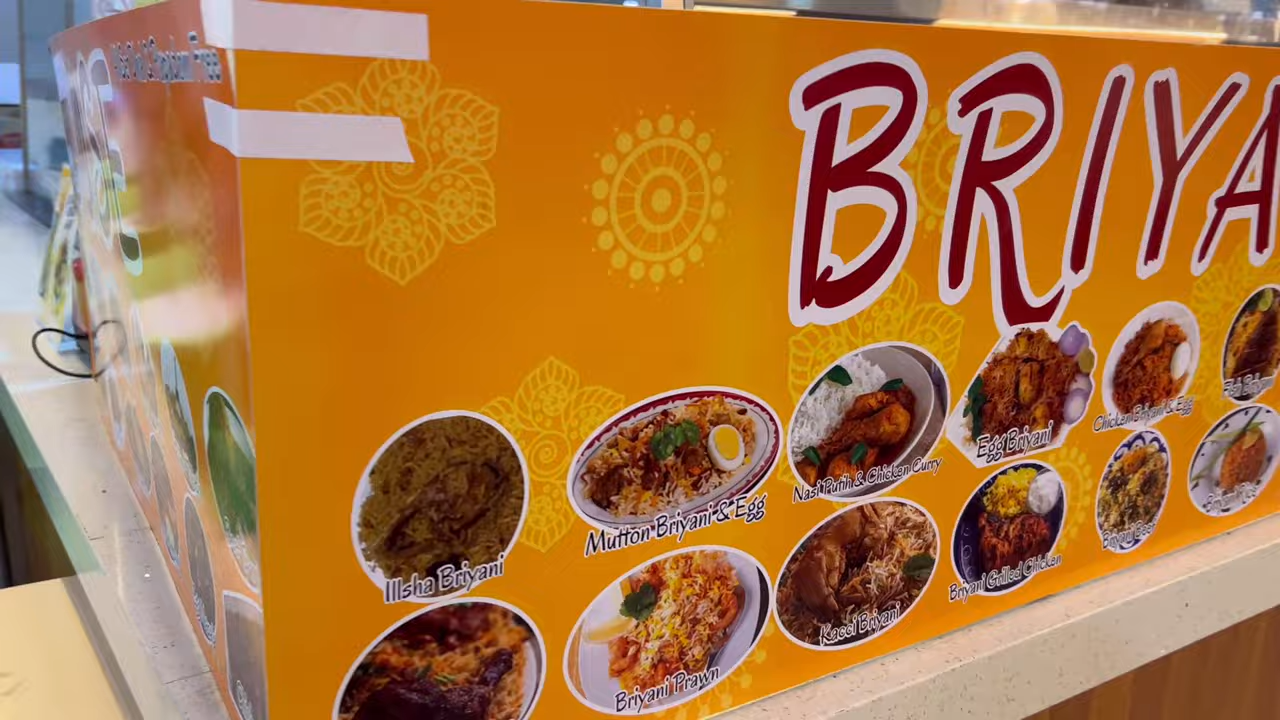 BRIYA
Illsha Briyani
Mutton Briyani & Egg
Nasi Putih & Chicken Curry
Egg Briyani
Chicken Briyani & Egg
Briyani Prawn
Kacci Briyani
Briyani Grilled Chicken